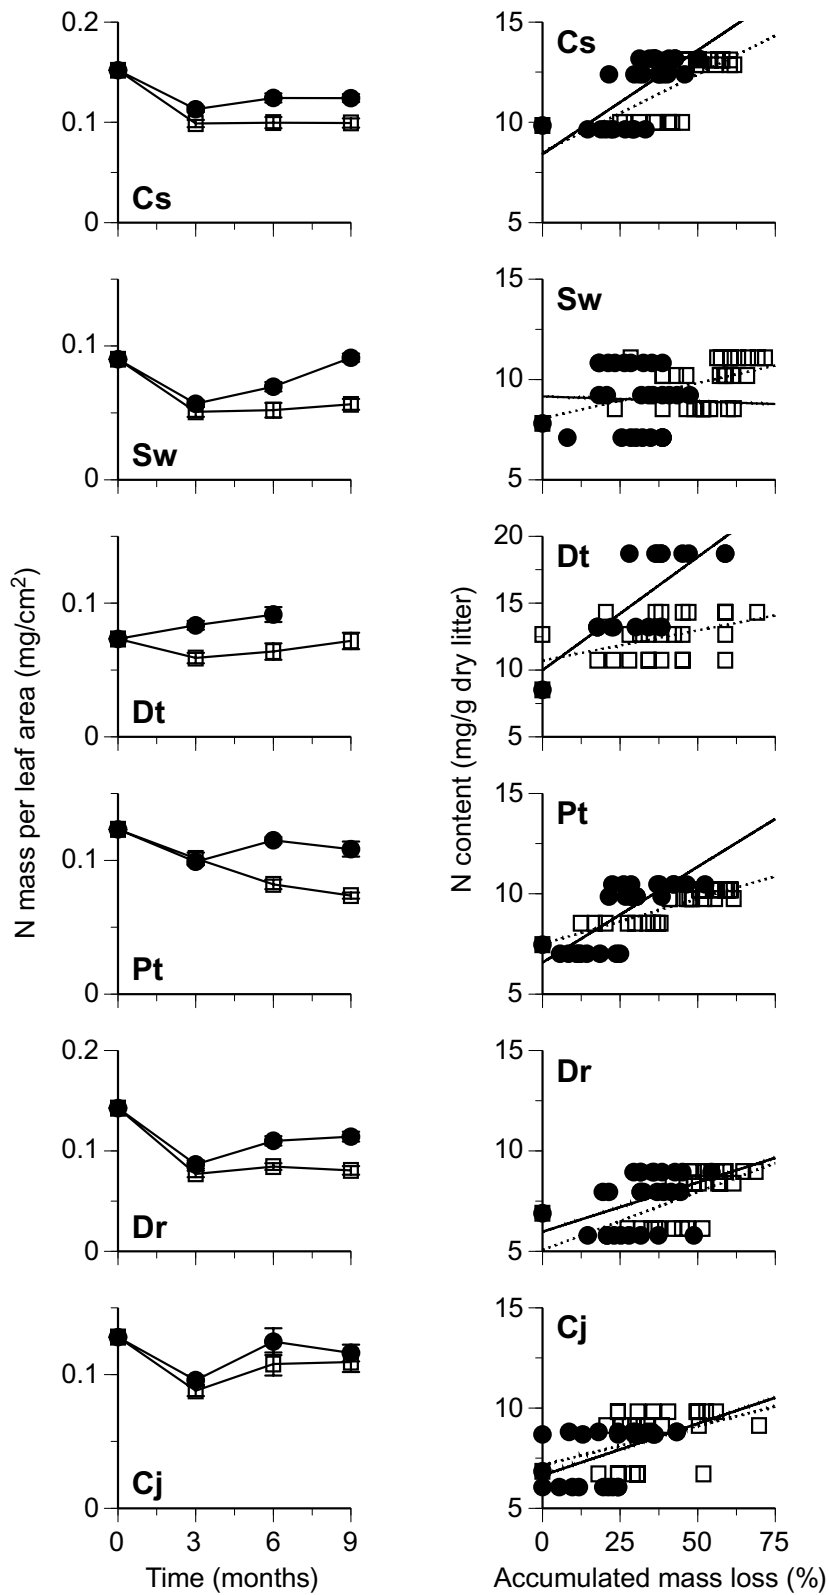 0.2
0.1
0
Cs
15
10
5
Cs
0.1
0
Sw
15
10
5
Sw
0.1
0
Dt
20
15
10
5
Dt
0.1
0
Pt
15
10
5
Pt
0.2
0.1
0
Dr
15
10
5
Dr
0.1
0
Cj
15
10
5
Cj
N mass per leaf area (mg/cm²)
N content (mg/g dry litter)
0 3 6 9
Time (months)
0 25 50 75
Accumulated mass loss (%)